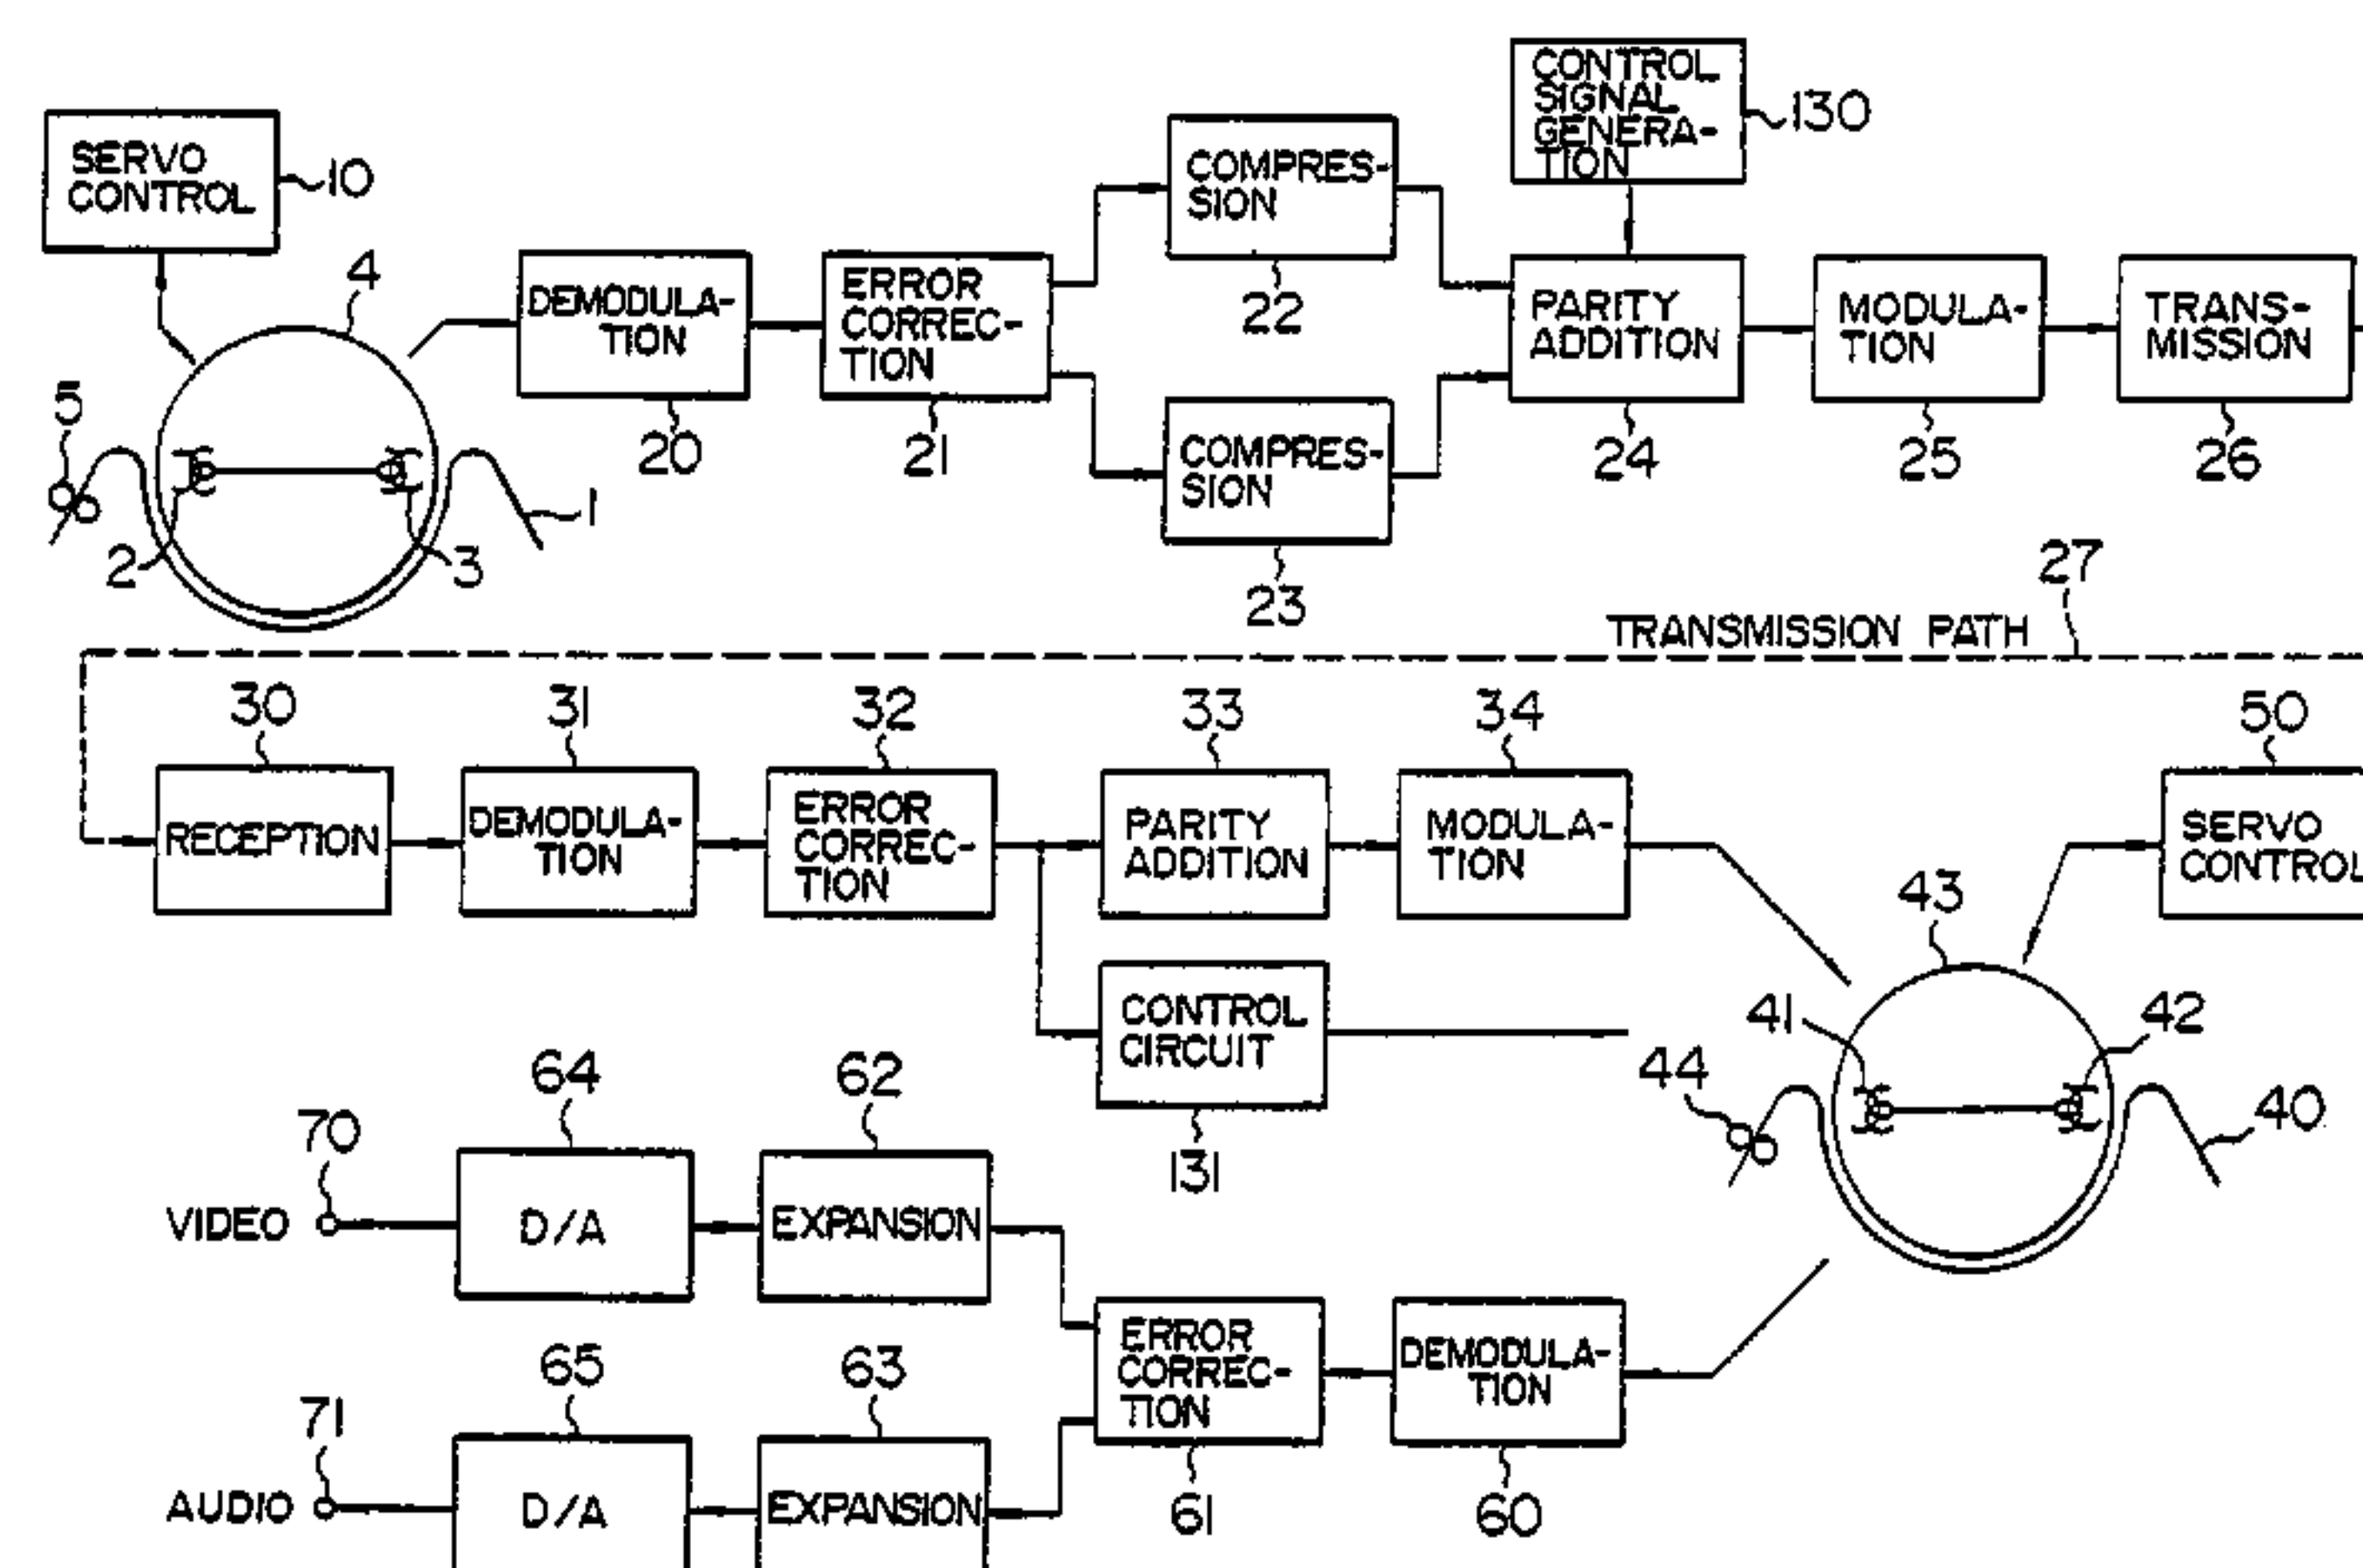 CONTROL
SIGNAL
GENERA-
TION
130
SERVO
CONTROL
10
COMPRES-
SION
22
4
DEMODULA-
TION
20
ERROR
CORREC-
TION
21
PARITY
ADDITION
24
MODULA-
TION
25
TRANS-
MISSION
26
5
COMPRES-
SION
23
1
2
3
27
TRANSMISSION PATH
30
31
32
33
34
50
RECEPTION
DEMODULA-
TION
ERROR
CORREC-
TION
PARITY
ADDITION
MODULA-
TION
SERVO
CONTROL
43
CONTROL
CIRCUIT
131
41
42
44
40
64
62
70
VIDEO
D/A
EXPANSION
ERROR
CORREC-
TION
61
DEMODULA-
TION
60
65
63
71
AUDIO
D/A
EXPANSION